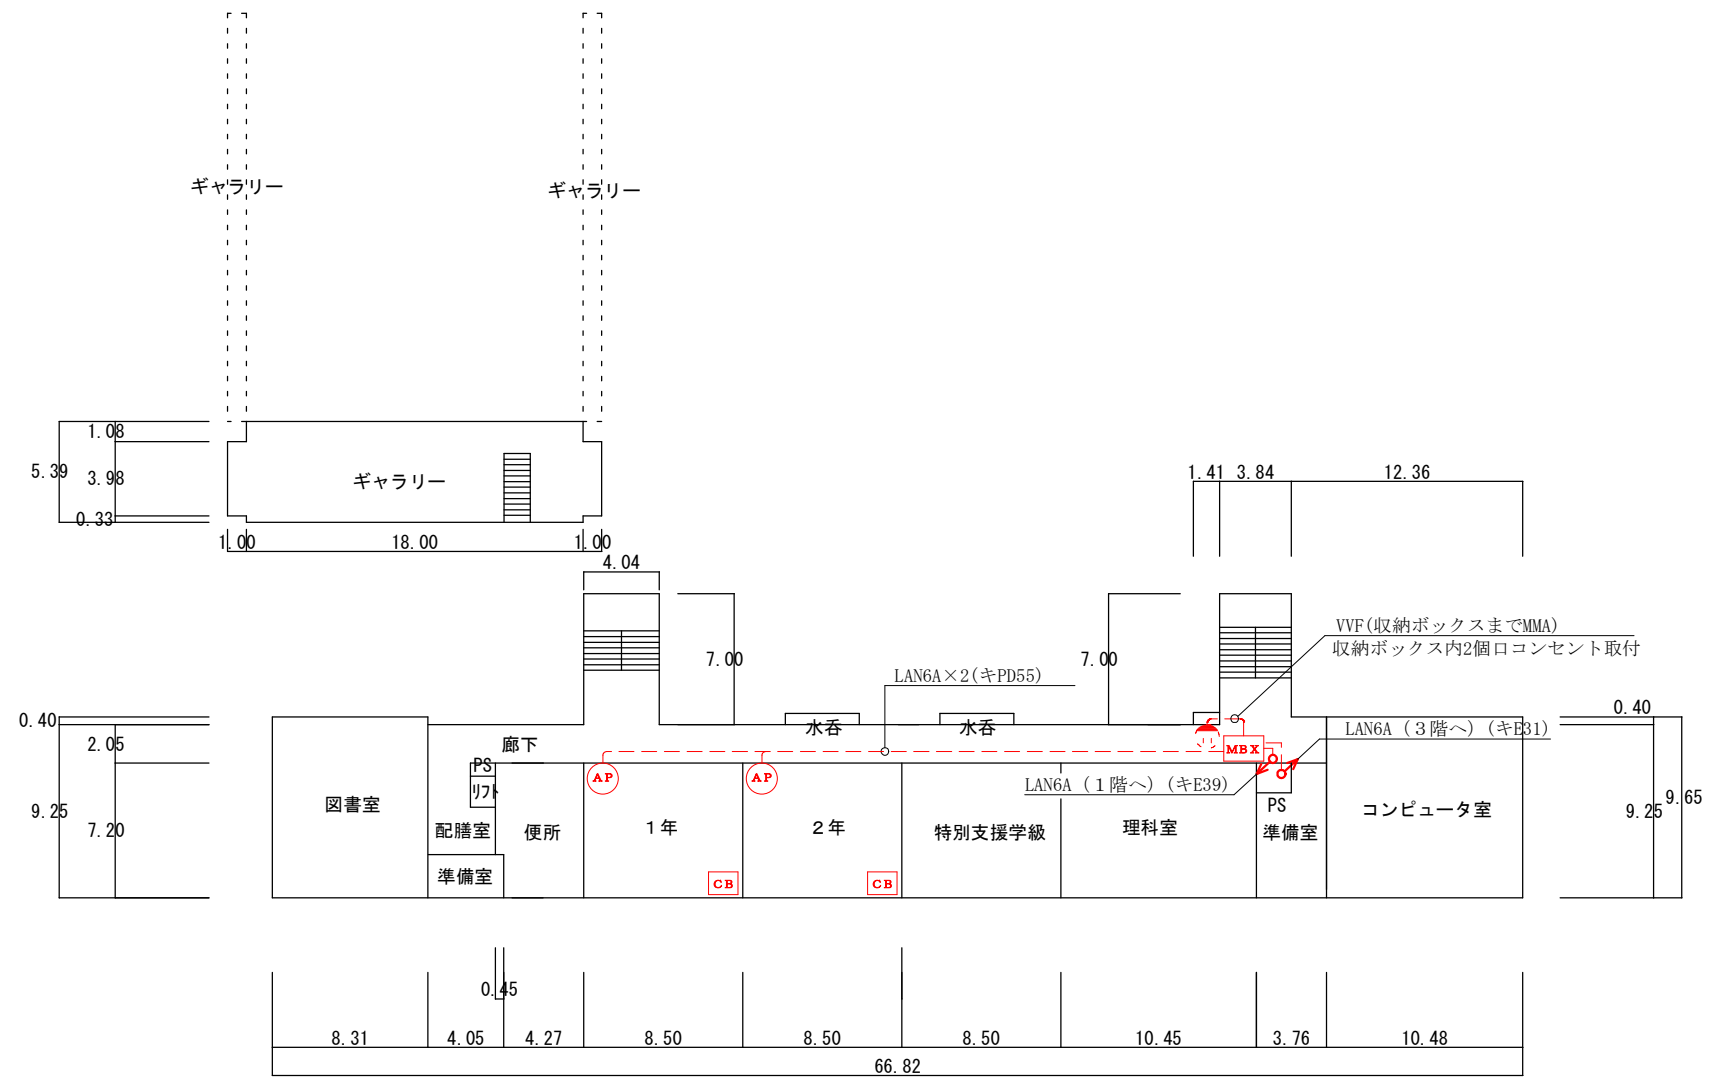 ギャラリー
ギャラリー
1.08
5.39
3.98
0.33
ギャラリー
1.00
18.00
1.00
1.41
3.84
12.36
4.04
7.00
7.00
VVF(収納ボックスまでMMA)
収納ボックス内2個口コンセント取付
LAN6A×2(キPD55)
0.40
2.05
9.25
7.20
水呑
水呑
0.40
LAN6A（３階へ）(キE31)
廊下
MBX
PS
AP
AP
LAN6A（１階へ）(キE39)
リフト
図書室
配膳室
便所
１年
２年
特別支援学級
理科室
PS
準備室
コンピュータ室
9.25
9.65
準備室
CB
CB
0.45
8.31
4.05
4.27
8.50
8.50
8.50
10.45
3.76
10.48
66.82